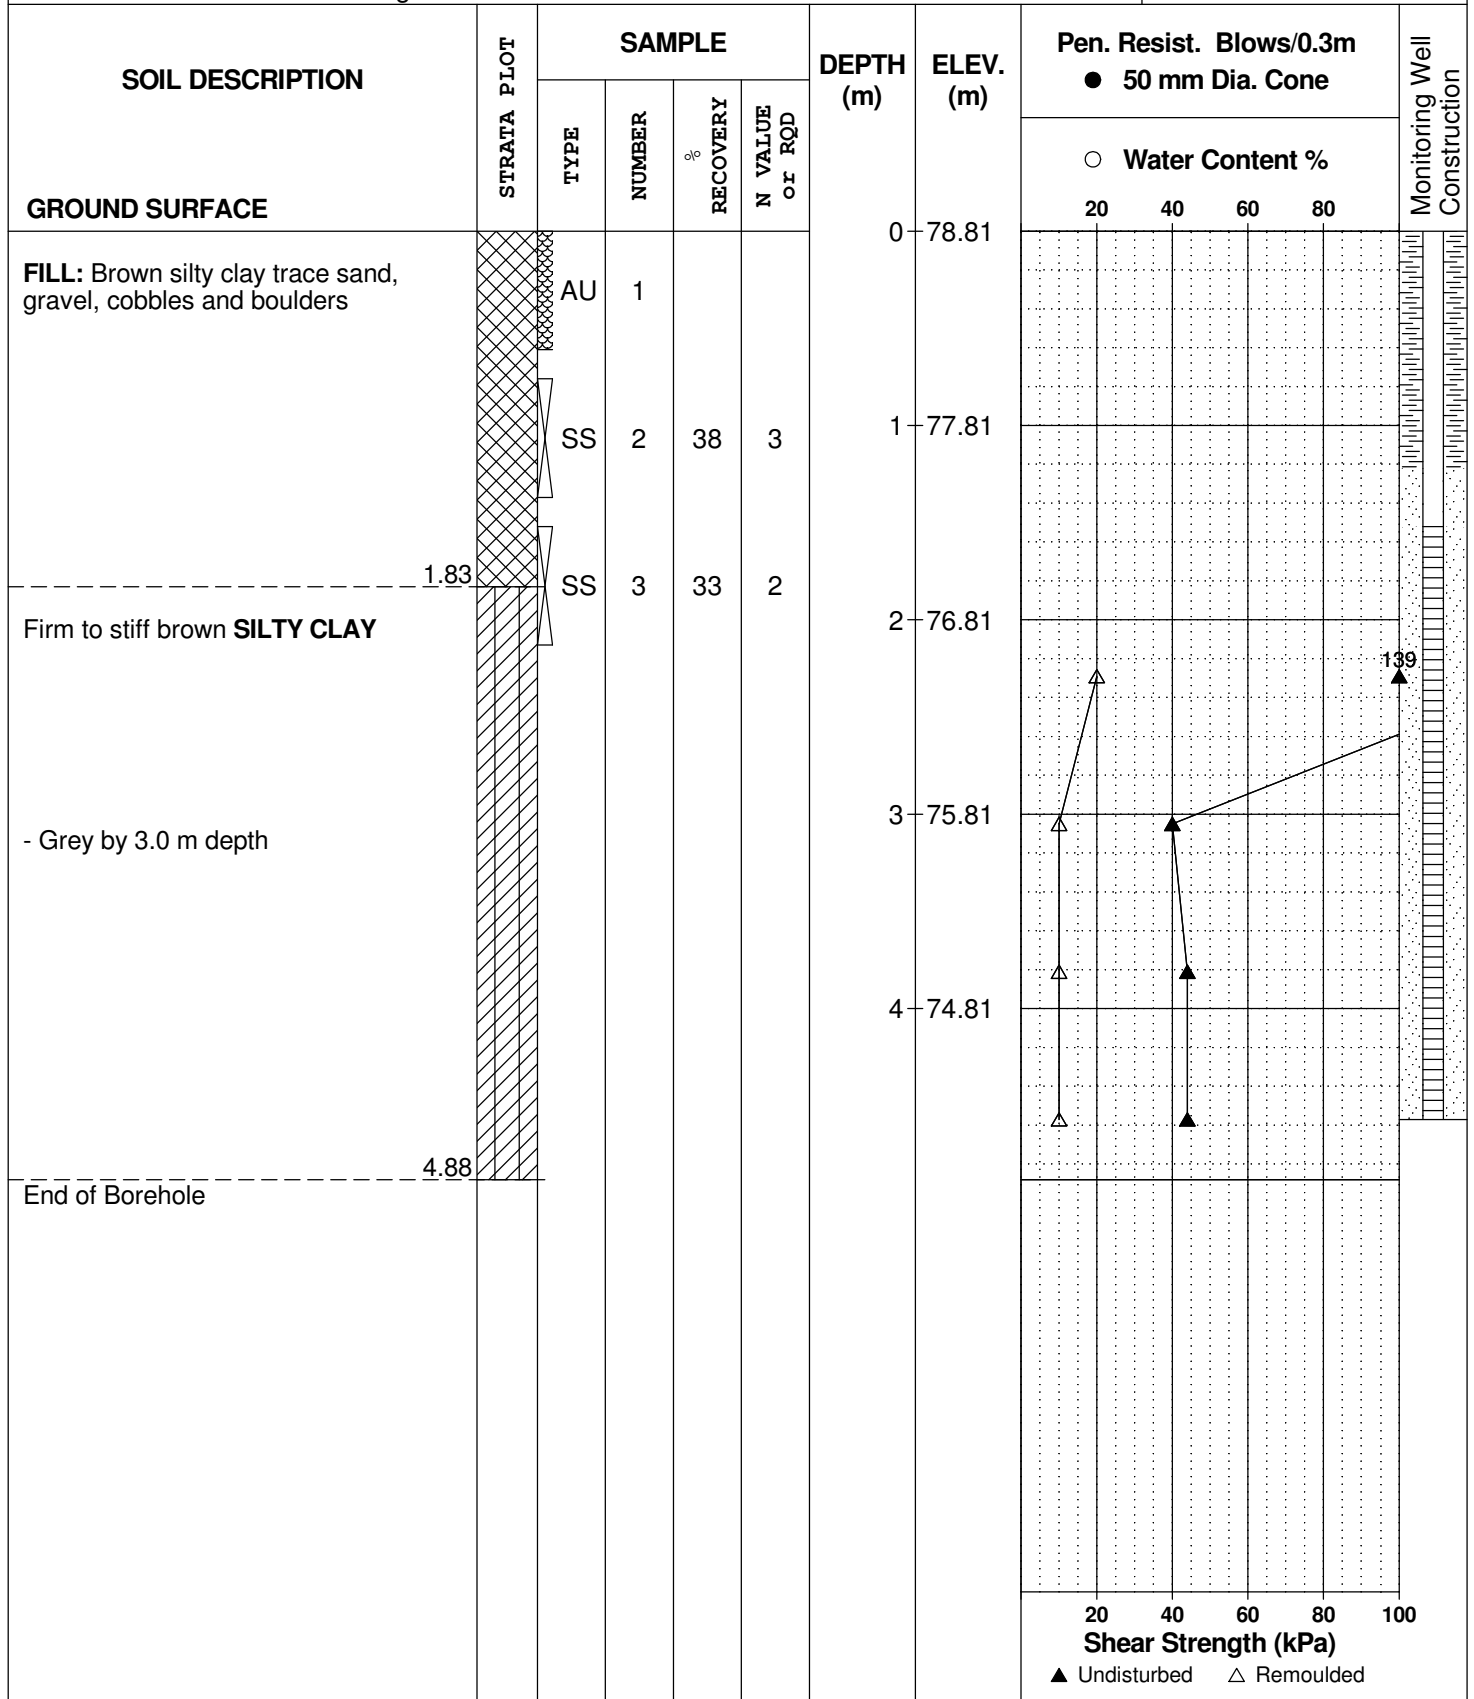 SOIL DESCRIPTION
GROUND SURFACE
STRATA PLOT
SAMPLE
TYPE
NUMBER
%
RECOVERY
N VALUE
or RQD
DEPTH
(m)
ELEV.
(m)
Pen. Resist. Blows/0.3m
● 50 mm Dia. Cone
○ Water Content %
20 40 60 80
Monitoring Well
Construction
0 78.81
FILL: Brown silty clay trace sand,
gravel, cobbles and boulders
AU 1
1 77.81
SS 2 38 3
1.83
SS 3 33 2
2 76.81
Firm to stiff brown SILTY CLAY
139
3 75.81
- Grey by 3.0 m depth
4 74.81
4.88
End of Borehole
20 40 60 80 100
Shear Strength (kPa)
▲ Undisturbed △ Remoulded